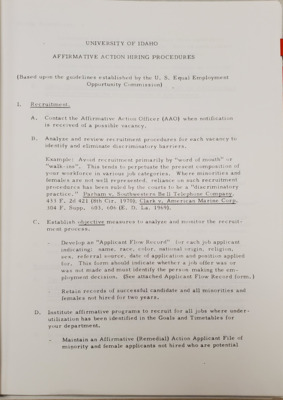 UNIVERSITY OF IDAHO
AFFIRMATIVE ACTION HIRING PROCEDURES
(Based upon the guidelines established by the U. S. Equal Employment
Opportunity Commission)
I. Recruitment.
A. Contact the Affirmative Action Officer (AAO) when notification
is received of a possible vacancy.
B. Analyze and review recruitment procedures for each vacancy to
identify and eliminate discriminatory barriers.
Example: Avoid recruitment primarily by "word of mouth" or
"walk-ins". This tends to perpetuate the present composition of
your workforce in various job categories. Where minorities and
females are not well represented, reliance on such recruitment
procedures has been ruled by the courts to be a "discriminatory
practice." Parham v. Southwestern Bell Telephone Company,
433 F. 2d 421 (8th Cir. 1970); Clark v. American Marine Corp.
304 F. Supp. 603, 606 (E. D. La. 1969).
C. Establish objective measures to analyze and monitor the recruit-
ment process.
- Develop an "Applicant Flow Record" for each job applicant
indicating: name, race, color, national origin, religion,
sex, referral source, date of application and position applied
for. This form should indicate whether a job offer was or
was not made and must identify the person making the em-
ployment decision. (See attached Applicant Flow Record form.)
- Retain records of successful candidate and all minorities and
females not hired for two years.
D. Institute affirmative programs to recruit for all jobs where under-
utilization has been identified in the Goals and Timetables for
your department.
- Maintain an Affirmative (Remedial) Action Applicant File of
minority and female applicants not hired who are potential